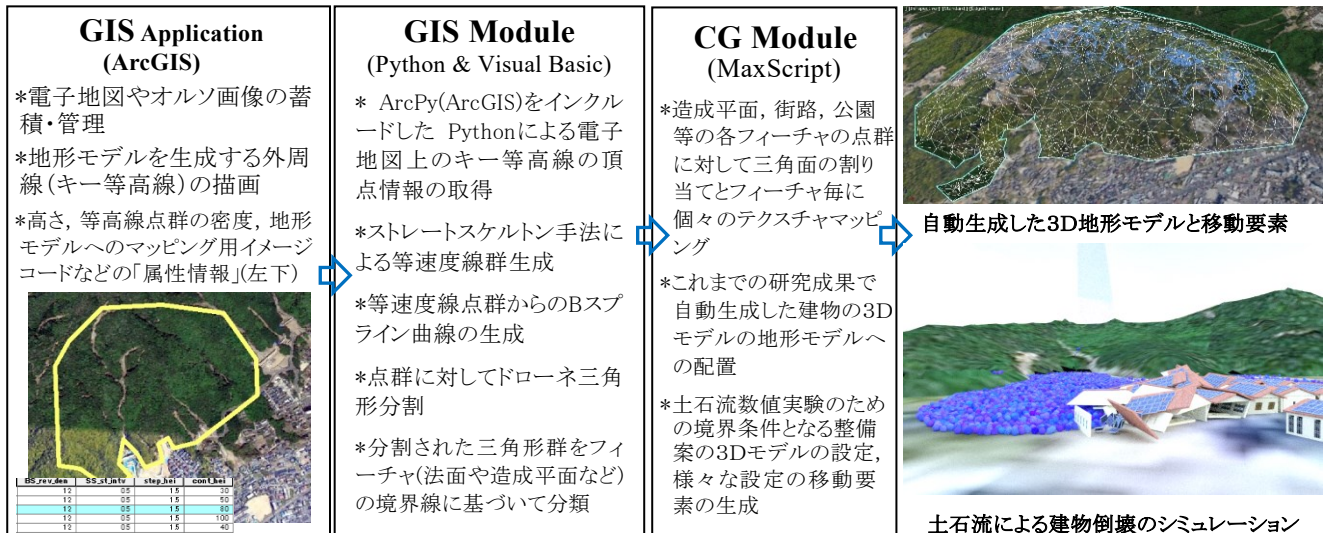 GIS Application
(ArcGIS)
*電子地図やオルソ画像の蓄
積・管理
*地形モデルを生成する外周
線(キー等高線)の描画
*高さ, 等高線点群の密度, 地形
モデルへのマッピング用イメージ
コードなどの「属性情報」(左下)
BS_rev_den SS_st_intv step_hei cont_hei
12 05 15 30
12 05 15 50
12 05 15 80
12 05 15 100
12 05 15 40
GIS Module
(Python & Visual Basic)
* ArcPy(ArcGIS)をインクル
ードした Pythonによる電子
地図上のキー等高線の頂
点情報の取得
*ストレートスケルトン手法に
よる等速度線群生成
*等速度線点群からのBスプ
ライン曲線の生成
*点群に対してドローネ三角
形分割
*分割された三角形群をフィ
ーチャ(法面や造成平面など)
の境界線に基づいて分類
CG Module
(MaxScript)
*造成平面, 街路, 公園
等の各フィーチャの点群
に対して三角面の割り
当てとフィーチャ毎に
個々のテクスチャマッピ
ング
*これまでの研究成果で
自動生成した建物の3D
モデルの地形モデルへ
の配置
*土石流数値実験のため
の境界条件となる整備
案の3Dモデルの設定,
様々な設定の移動要
素の生成
自動生成した3D地形モデルと移動要素
土石流による建物倒壊のシミュレーション